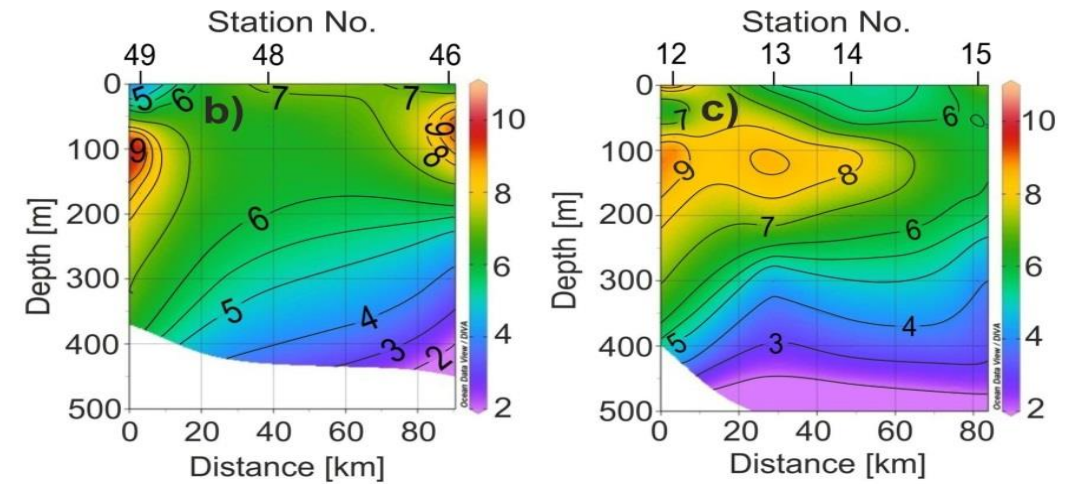 Station No.
49 48 46
b)
Depth [m]
0
100
200
300
400
500
5 6 7 7
9
9
8
6
5
4
3
2
0 20 40 60 80
Distance [km]
10
8
6
4
2
Ocean Data View / DIVA
Station No.
12 13 14 15
c)
Depth [m]
0
100
200
300
400
500
7
6
9
8
7
6
5
4
3
0 20 40 60 80
Distance [km]
10
8
6
4
2
Ocean Data View / DIVA